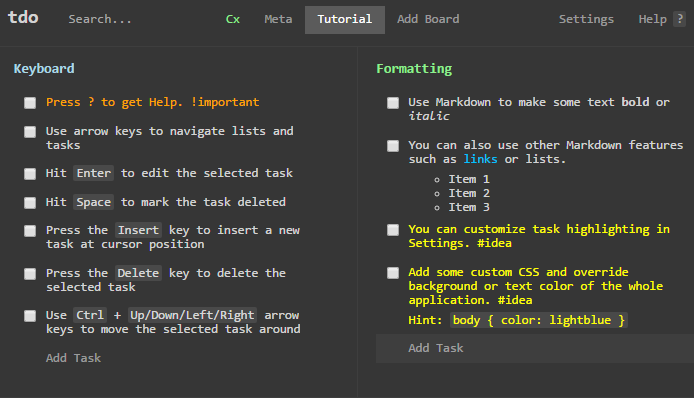 tdo Search... Cx Meta Tutorial Add Board Settings Help ?
Keyboard
Press ? to get Help. !important
Use arrow keys to navigate lists and
tasks
Hit Enter to edit the selected task
Hit Space to mark the task deleted
Press the Insert key to insert a new
task at cursor position
Press the Delete key to delete the
selected task
Use Ctrl + Up/Down/Left/Right arrow
keys to move the selected task around
Add Task
Formatting
Use Markdown to make some text bold or
italic
You can also use other Markdown features
such as links or lists.
Item 1
Item 2
Item 3
You can customize task highlighting in
Settings. #idea
Add some custom CSS and override
background or text color of the whole
application. #idea
Hint: body { color: lightblue }
Add Task